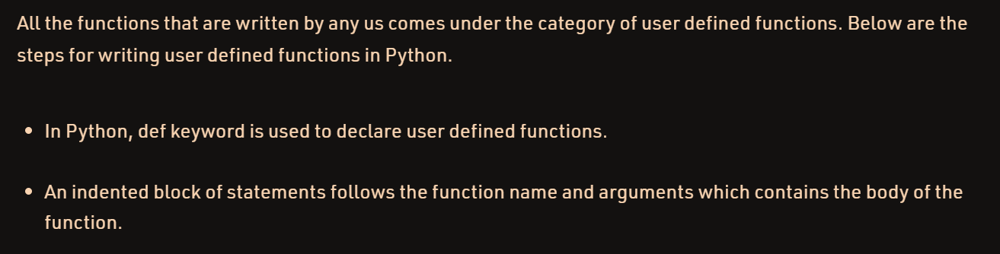 All the functions that are written by any us comes under the category of user defined functions. Below are the
steps for writing user defined functions in Python.
• In Python, def keyword is used to declare user defined functions.
• An indented block of statements follows the function name and arguments which contains the body of the
function.